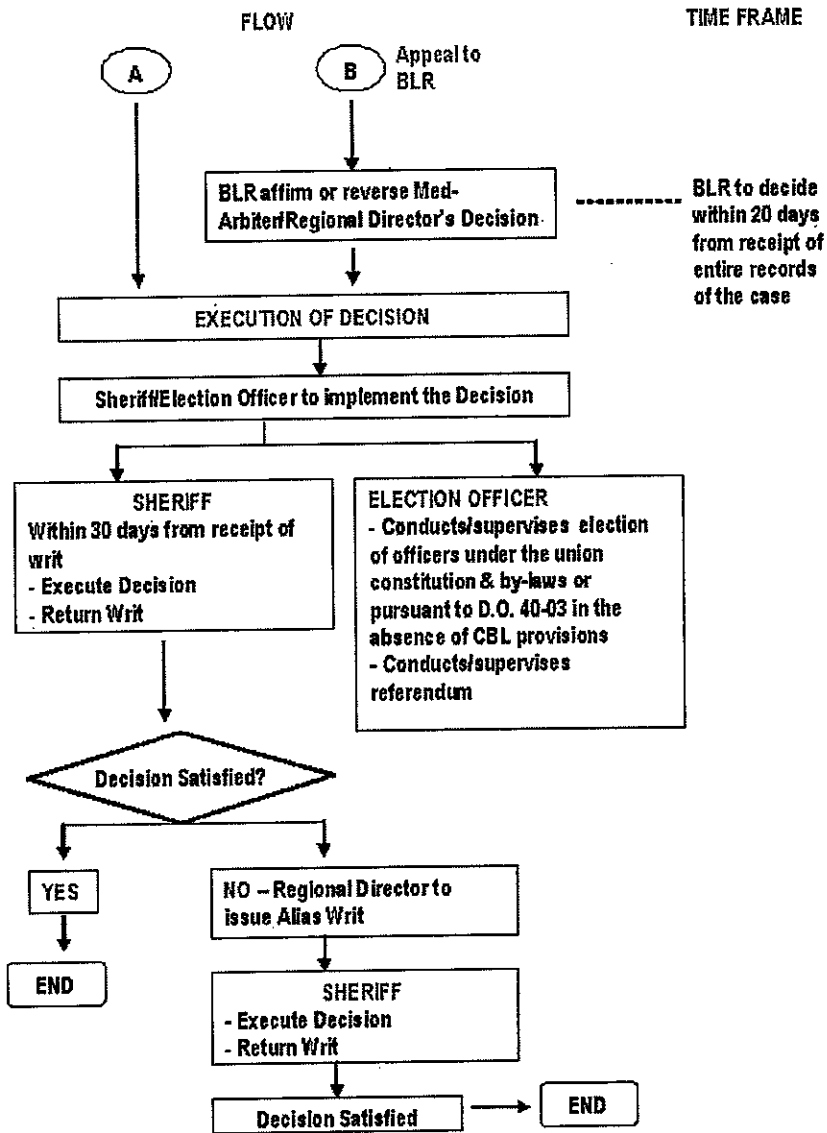 FLOW
TIME FRAME
A
B
Appeal to
BLR
BLR affirm or reverse Med-
Arbiter/Regional Director's Decision
BLR to decide
within 20 days
from receipt of
entire records
of the case
EXECUTION OF DECISION
Sheriff/Election Officer to implement the Decision
SHERIFF
Within 30 days from receipt of
writ
- Execute Decision
- Return Writ
ELECTION OFFICER
- Conducts/supervises election
of officers under the union
constitution & by-laws or
pursuant to D.O. 40-03 in the
absence of CBL provisions
- Conducts/supervises
referendum
Decision Satisfied?
YES
END
NO – Regional Director to
issue Alias Writ
SHERIFF
- Execute Decision
- Return Writ
Decision Satisfied
END